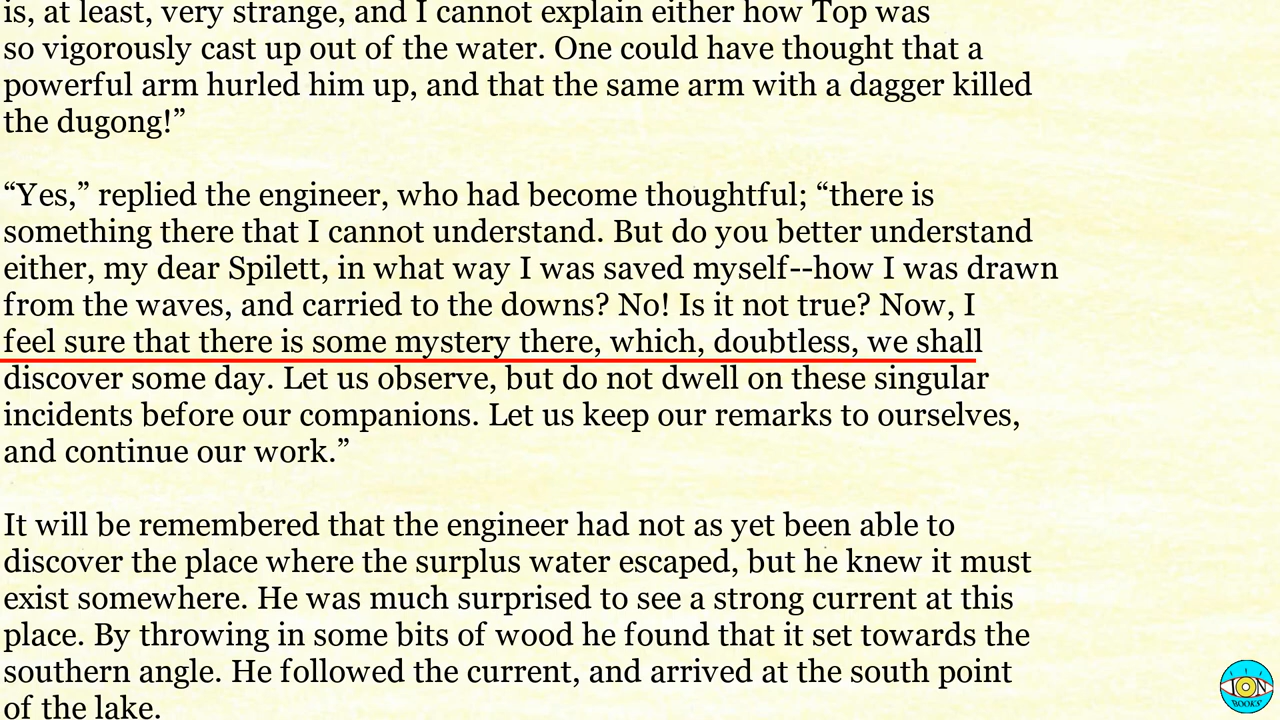 is, at least, very strange, and I cannot explain either how Top was
so vigorously cast up out of the water. One could have thought that a
powerful arm hurled him up, and that the same arm with a dagger killed
the dugong!”
“Yes,” replied the engineer, who had become thoughtful; “there is
something there that I cannot understand. But do you better understand
either, my dear Spilett, in what way I was saved myself--how I was drawn
from the waves, and carried to the downs? No! Is it not true? Now, I
feel sure that there is some mystery there, which, doubtless, we shall
discover some day. Let us observe, but do not dwell on these singular
incidents before our companions. Let us keep our remarks to ourselves,
and continue our work.”
It will be remembered that the engineer had not as yet been able to
discover the place where the surplus water escaped, but he knew it must
exist somewhere. He was much surprised to see a strong current at this
place. By throwing in some bits of wood he found that it set towards the
southern angle. He followed the current, and arrived at the south point
of the lake.
ION
BOOKS